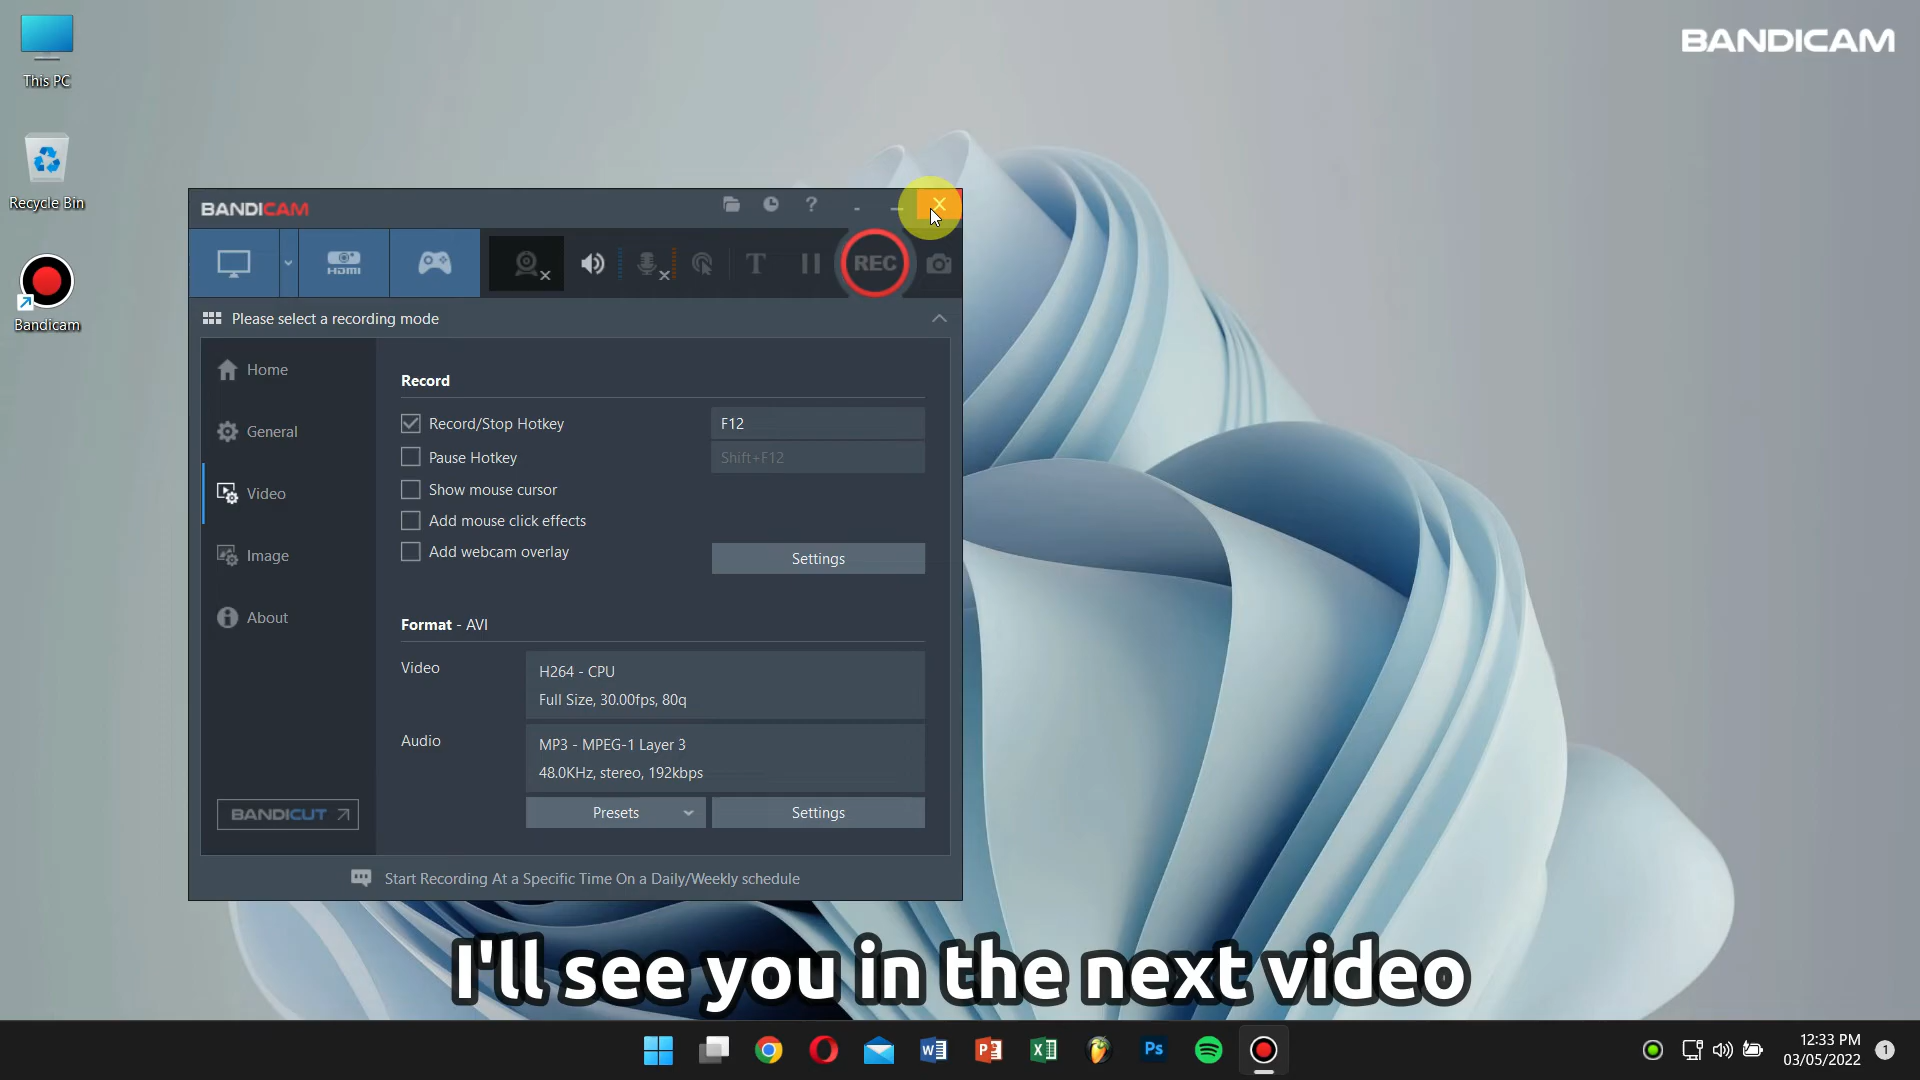 This PC
Recycle Bin
Bandicam
BANDICAM
BANDICAM
?
HDMI
T
REC
Please select a recording mode
Home
General
Video
Image
About
BANDICUT
Record
Record/Stop Hotkey
F12
Pause Hotkey
Shift+F12
Show mouse cursor
Add mouse click effects
Add webcam overlay
Settings
Format - AVI
Video
H264 - CPU
Full Size, 30.00fps, 80q
Audio
MP3 - MPEG-1 Layer 3
48.0KHz, stereo, 192kbps
Presets
Settings
Start Recording At a Specific Time On a Daily/Weekly schedule
I'll see you in the next video
Ps
12:33 PM
03/05/2022
1